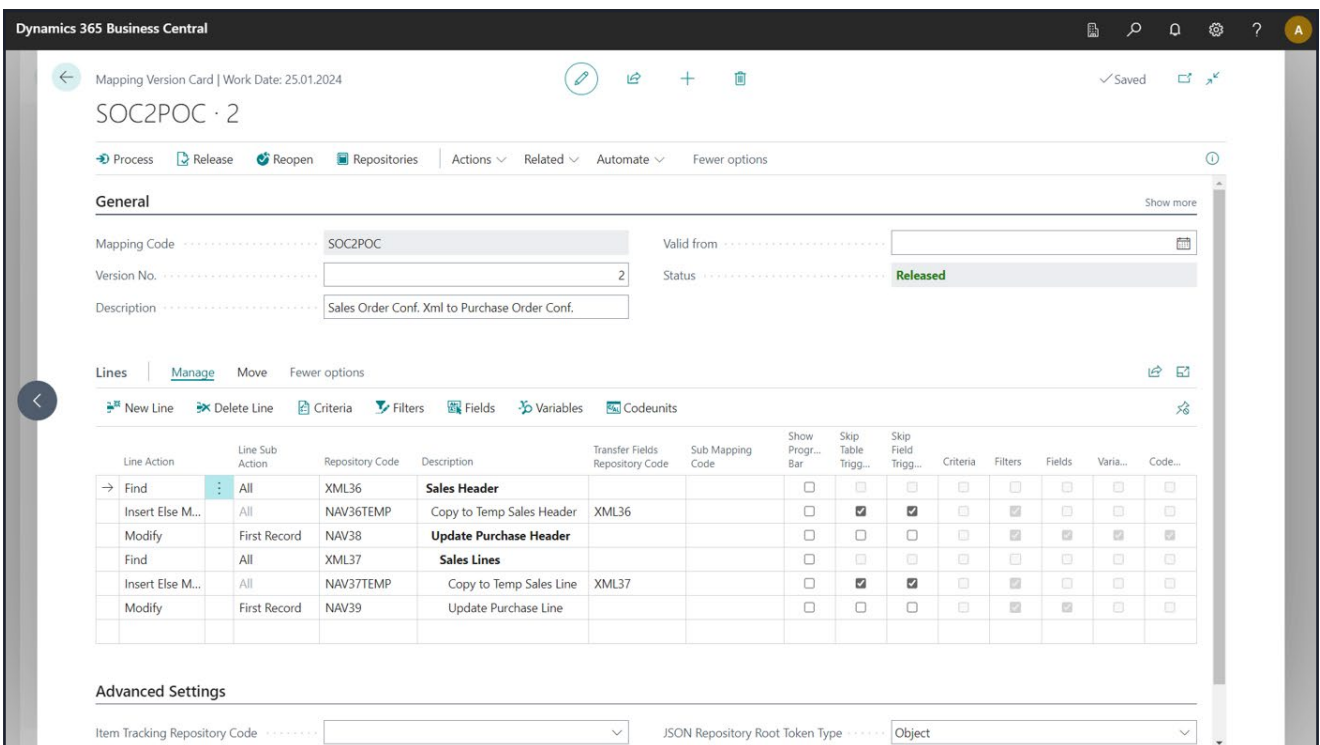 Dynamics 365 Business Central
?
A
Mapping Version Card | Work Date: 25.01.2024
Saved
SOC2POC · 2
Process Release Reopen Repositories Actions Related Automate Fewer options
General Show more
Mapping Code SOC2POC Valid from
Version No. 2 Status Released
Description Sales Order Conf. Xml to Purchase Order Conf.
Lines Manage Move Fewer options
New Line Delete Line Criteria Filters Fields Variables Codeunits
Line Action Line Sub Action Repository Code Description Transfer Fields Repository Code Sub Mapping Code Show Progr... Bar Skip Table Trigg... Skip Field Trigg... Criteria Filters Fields Varia... Code...
Find All XML36 Sales Header
Insert Else M... All NAV36TEMP Copy to Temp Sales Header XML36
Modify First Record NAV38 Update Purchase Header
Find All XML37 Sales Lines
Insert Else M... All NAV37TEMP Copy to Temp Sales Line XML37
Modify First Record NAV39 Update Purchase Line
Advanced Settings
Item Tracking Repository Code JSON Repository Root Token Type Object